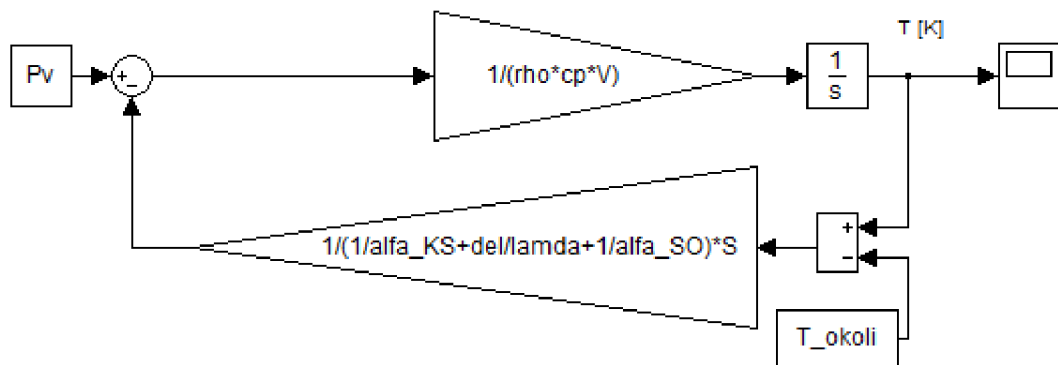 T [K]
Pv
+
−
1/(rho*cp*V)
1
s
1/(1/alfa_KS+del/lamda+1/alfa_SO)*S
+
−
T_okoli